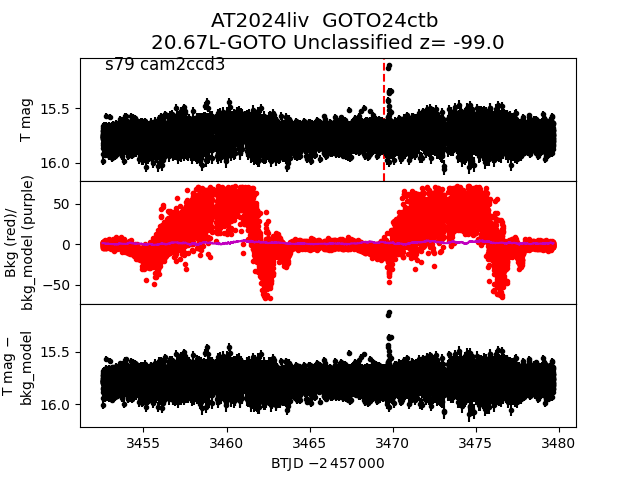 AT2024liv  GOTO24ctb
20.67L-GOTO Unclassified z= -99.0
s79 cam2ccd3
T mag
15.5
16.0
Bkg (red)/
bkg_model (purple)
50
0
−50
T mag −
bkg_model
15.5
16.0
3455
3460
3465
3470
3475
3480
BTJD −2 457 000